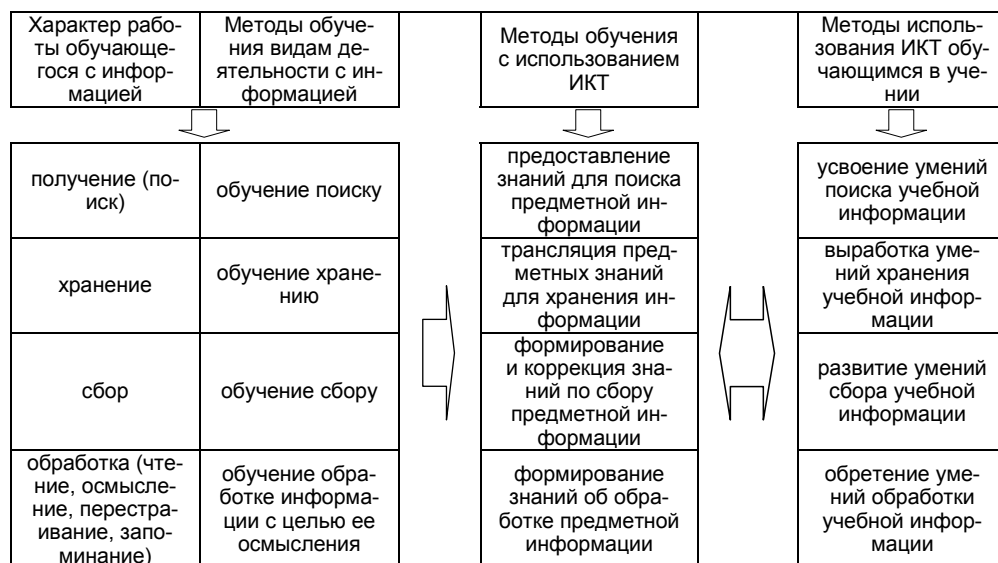 Характер рабо-
ты обучающе-
гося с инфор-
мацией
Методы обуче-
ния видам де-
ятельности с ин-
формацией
Методы обучения
с использованием
ИКТ
Методы исполь-
зования ИКТ обу-
чающимся в уче-
нии
получение (по-
иск)
обучение поиску
предоставление
знаний для поиска
предметной ин-
формации
усвоение умений
поиска учебной
информации
хранение
обучение хране-
нию
трансляция пред-
метных знаний
для хранения ин-
формации
выработка уме-
ний хранения
учебной инфор-
мации
сбор
обучение сбору
формирование
и коррекция зна-
ний по сбору
предметной ин-
формации
развитие умений
сбора учебной
информации
обработка (чте-
ние, осмысле-
ние, перестра-
ивание, запо-
минание)
обучение обра-
ботке информа-
ции с целью ее
осмысления
формирование
знаний об обра-
ботке предметной
информации
обретение уме-
ний обработки
учебной инфор-
мации